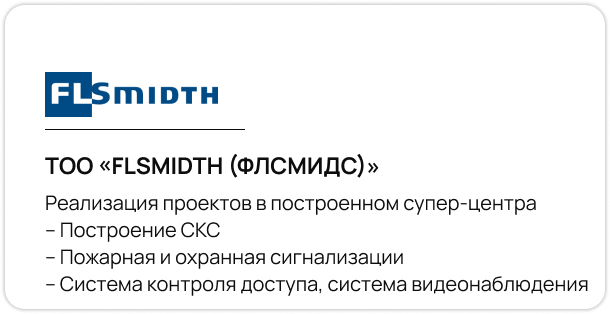 FLSMIDTH
ТОО «FLSMIDTH (ФЛСМИДС)»
Реализация проектов в построенном супер-центра
– Построение СКС
– Пожарная и охранная сигнализации
– Система контроля доступа, система видеонаблюдения